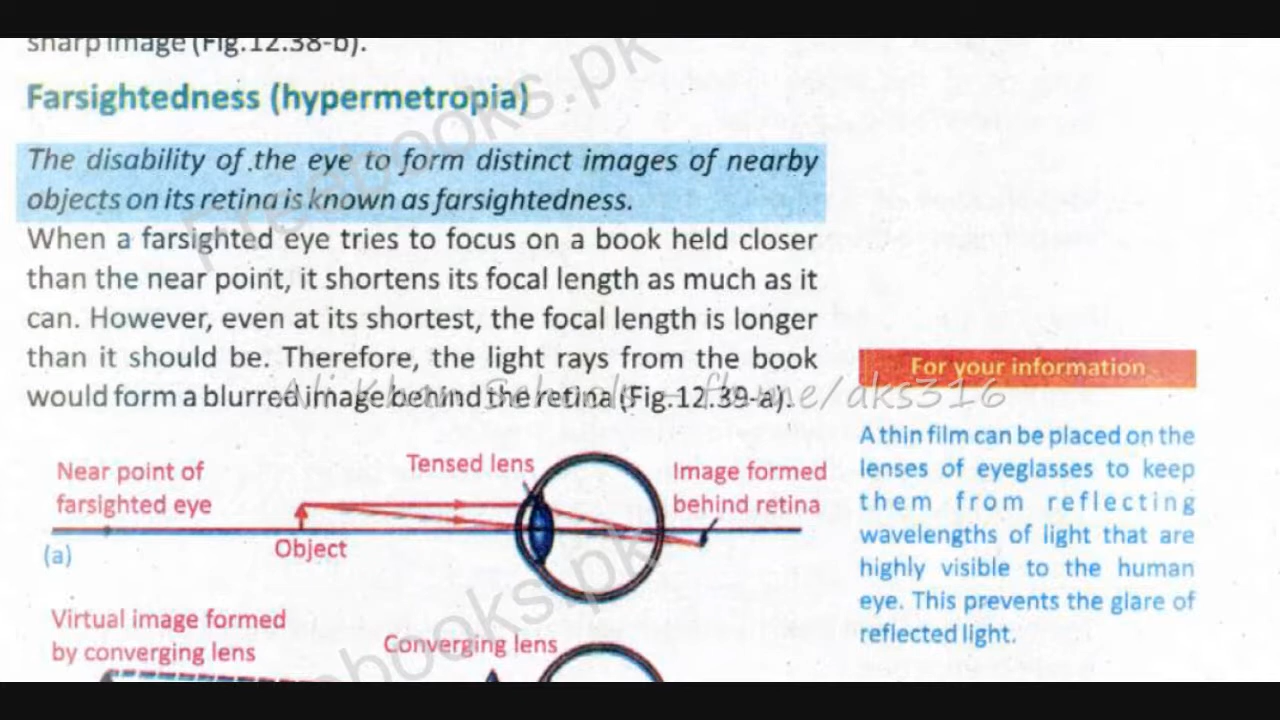 sharp image (Fig.12.38-b).
Farsightedness (hypermetropia)
The disability of the eye to form distinct images of nearby
objects on its retina is known as farsightedness.
When a farsighted eye tries to focus on a book held closer
than the near point, it shortens its focal length as much as it
can. However, even at its shortest, the focal length is longer
than it should be. Therefore, the light rays from the book
would form a blurred image behind the retina (Fig.12.39-a).
Near point of
farsighted eye
Tensed lens
Image formed
behind retina
Object
(a)
Virtual image formed
by converging lens
Converging lens
For your information
A thin film can be placed on the
lenses of eyeglasses to keep
them from reflecting
wavelengths of light that are
highly visible to the human
eye. This prevents the glare of
reflected light.
Freebooks.pk
books.pk